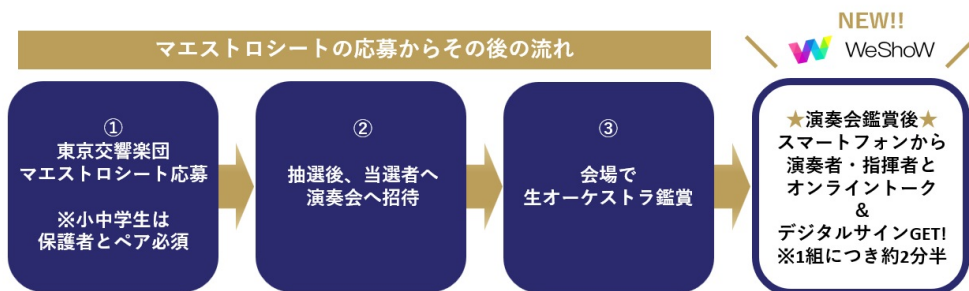 マエストロシートの応募からその後の流れ
NEW!!
WeShoW
①
東京交響楽団
マエストロシート応募
※小中学生は
保護者とペア必須
②
抽選後、当選者へ
演奏会へ招待
③
会場で
生オーケストラ鑑賞
★演奏会鑑賞後★
スマートフォンから
演奏者・指揮者と
オンライントーク
&
デジタルサインGET!
※1組につき約2分半